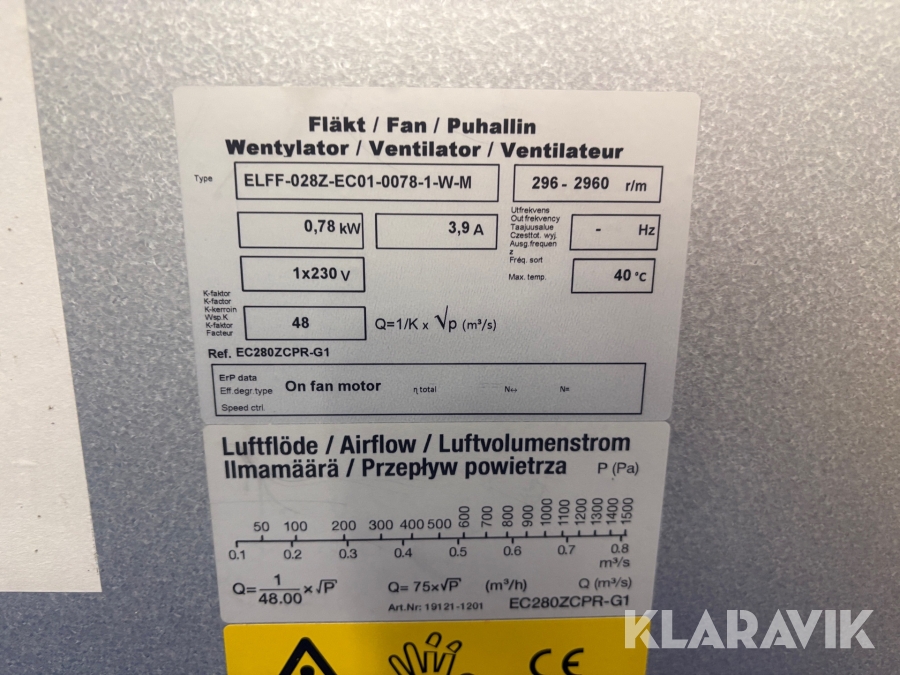 Fläkt / Fan / Puhallin
Wentylator / Ventilator / Ventilateur
Type ELFF-028Z-EC01-0078-1-W-M 296 - 2960 r/m
0,78 kW 3,9 A
Utfrekvens
Out frekvency
Taajuusalue
Czestot. wyj.
Ausg.frequen
z
Fréq. sort
- Hz
1x230 V
Max. temp. 40 °C
K-faktor
K-factor
K-kerroin
Wsp.K
K-faktor
Facteur
48 Q=1/K x √p (m³/s)
Ref. EC280ZCPR-G1
ErP data
Eff.degr.type On fan motor η total N++ N=
Speed ctrl.
Luftflöde / Airflow / Luftvolumenstrom
Ilmamäärä / Przepływ powietrza P (Pa)
50 100 200 300 400 500 600 700 800 900 1000 1100 1200 1300 1400 1500
0.1 0.2 0.3 0.4 0.5 0.6 0.7 0.8
m³/s
Q= 1/48.00 ×√P Q= 75×√P (m³/h) Q (m³/s)
Art.Nr: 19121-1201 EC280ZCPR-G1
CE
KLARAVIK